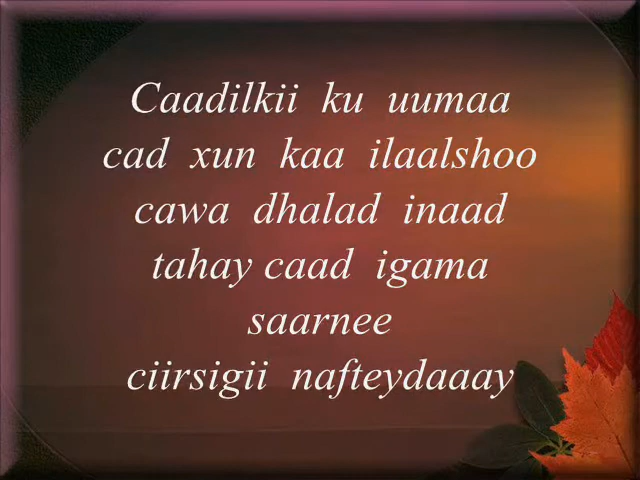 Caadilkii ku uumaa
cad xun kaa ilaalshoo
cawa dhalad inaad
tahay caad igama
saarnee
ciirsigii nafteydaaay